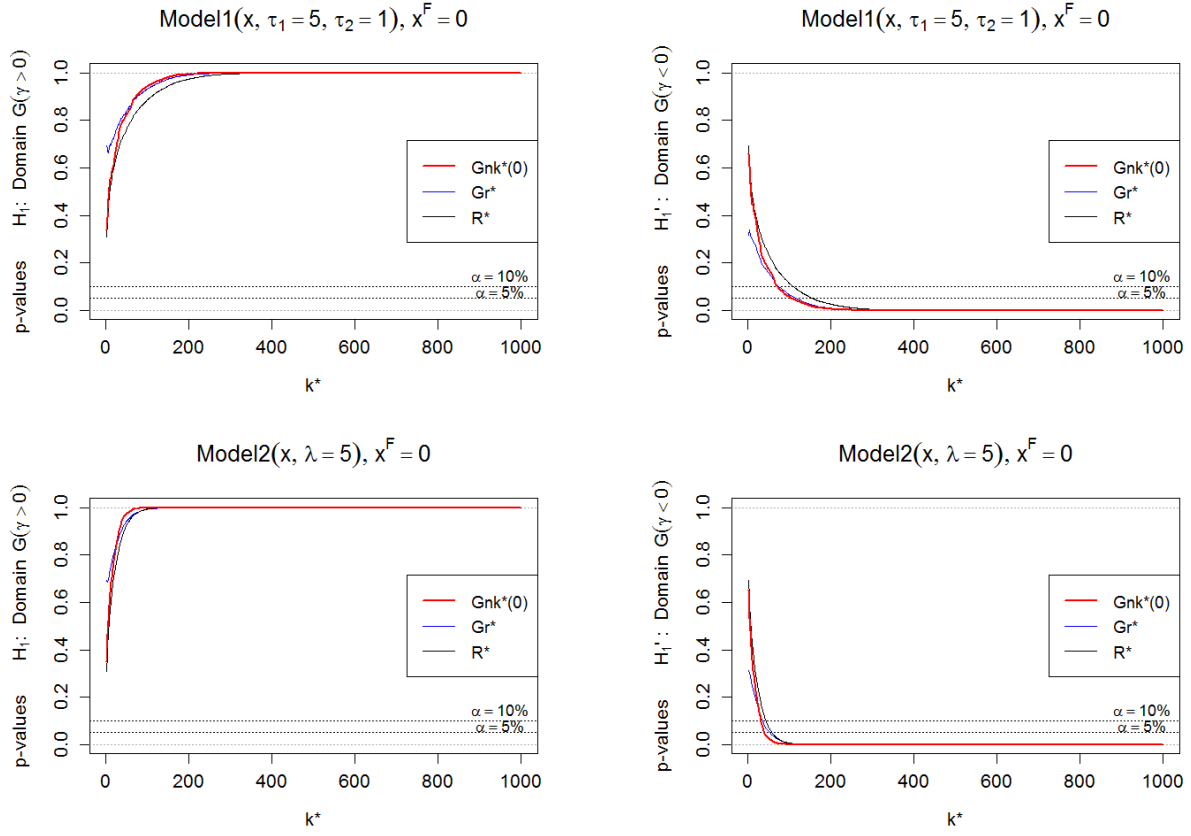 Model1(x, τ₁ = 5, τ₂ = 1), xᶠ = 0
p-values H₁: Domain G(γ > 0)
1.0
0.8
0.6
0.4
0.2
0.0
Gnk*(0)
Gr*
R*
α = 10%
α = 5%
0 200 400 600 800 1000
k*
Model1(x, τ₁ = 5, τ₂ = 1), xᶠ = 0
p-values H₁': Domain G(γ < 0)
1.0
0.8
0.6
0.4
0.2
0.0
Gnk*(0)
Gr*
R*
α = 10%
α = 5%
0 200 400 600 800 1000
k*
Model2(x, λ = 5), xᶠ = 0
p-values H₁: Domain G(γ > 0)
1.0
0.8
0.6
0.4
0.2
0.0
Gnk*(0)
Gr*
R*
α = 10%
α = 5%
0 200 400 600 800 1000
k*
Model2(x, λ = 5), xᶠ = 0
p-values H₁': Domain G(γ < 0)
1.0
0.8
0.6
0.4
0.2
0.0
Gnk*(0)
Gr*
R*
α = 10%
α = 5%
0 200 400 600 800 1000
k*